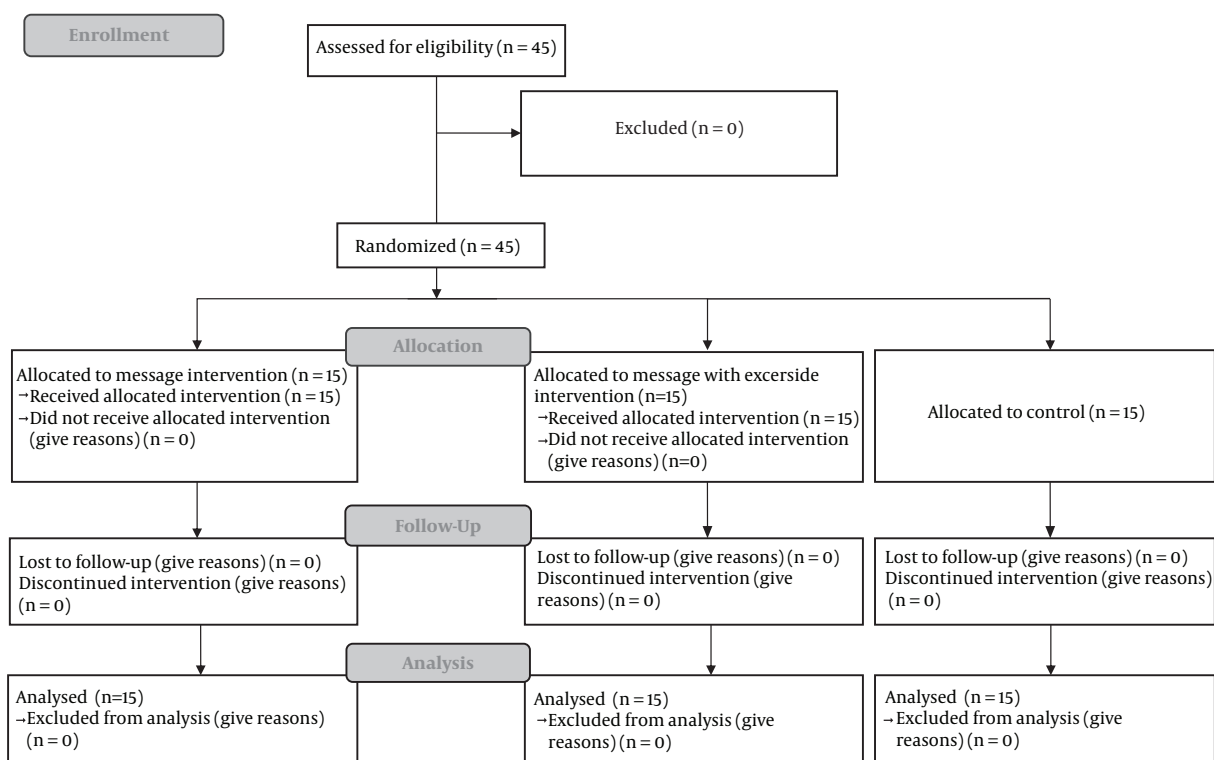 Enrollment
Assessed for eligibility (n = 45)
Excluded (n = 0)
Randomized (n = 45)
Allocation
Allocated to message intervention (n = 15)
→Received allocated intervention (n = 15)
→Did not receive allocated intervention
(give reasons) (n = 0)
Allocated to message with excerside
intervention (n=15)
→Received allocated intervention (n = 15)
→Did not receive allocated intervention
(give reasons) (n=0)
Allocated to control (n = 15)
Follow-Up
Lost to follow-up (give reasons) (n = 0)
Discontinued intervention (give reasons)
(n = 0)
Lost to follow-up (give reasons) (n = 0)
Discontinued intervention (give
reasons) (n = 0)
Lost to follow-up (give reasons) (n = 0)
Discontinued intervention (give reasons)
(n = 0)
Analysis
Analysed (n=15)
→Excluded from analysis (give reasons)
(n = 0)
Analysed (n = 15)
→Excluded from analysis (give
reasons) (n = 0)
Analysed (n = 15)
→Excluded from analysis (give
reasons) (n = 0)